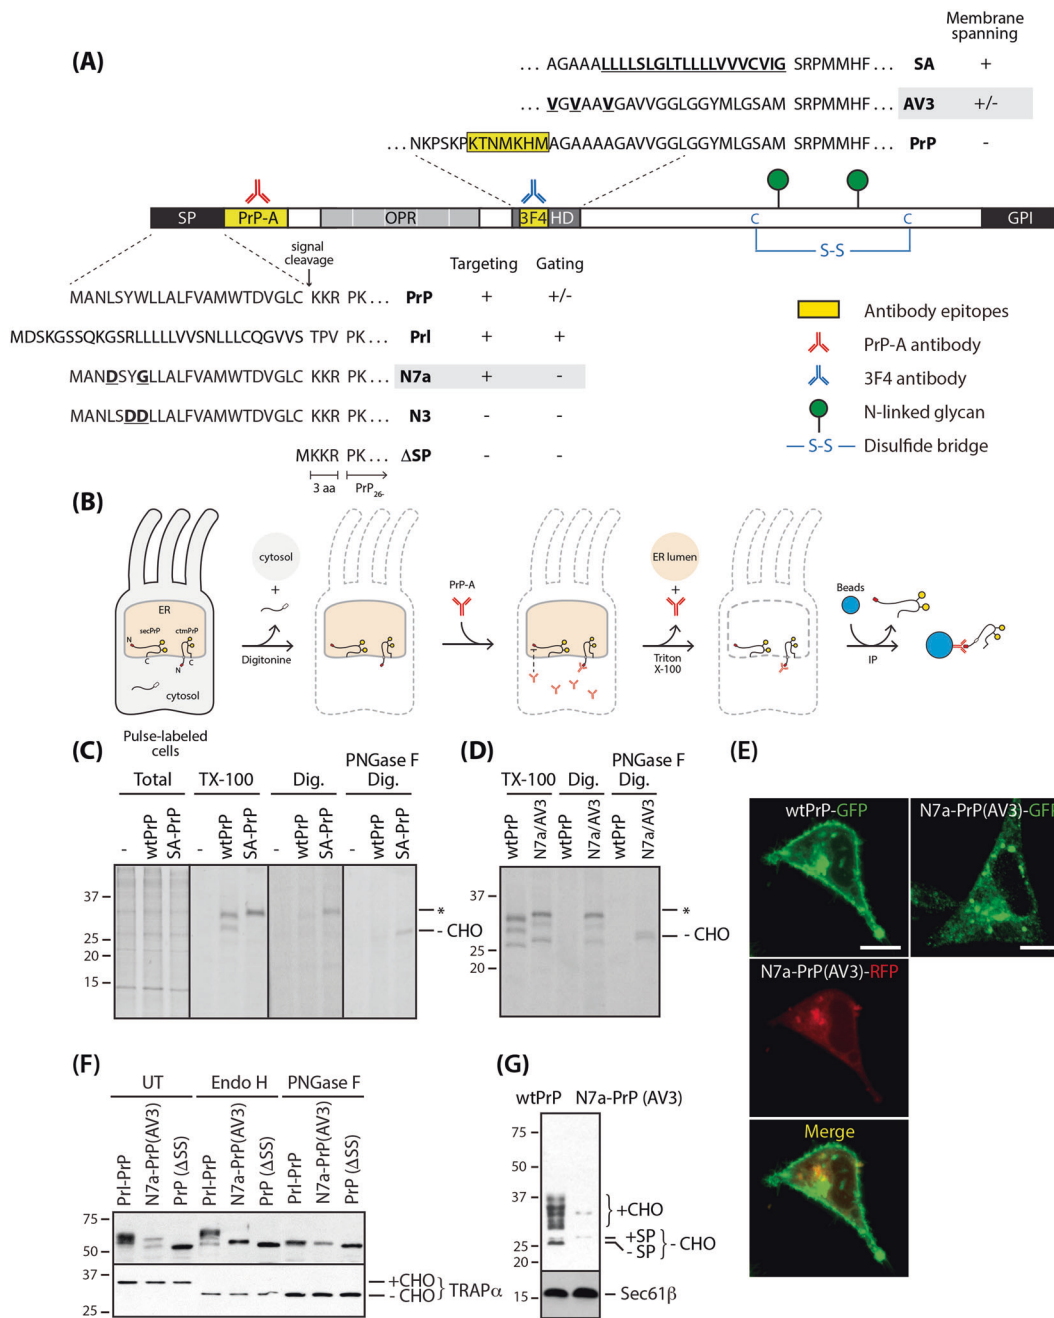 (A)
Membrane
spanning
... AGAAALLLLSLGLTLLLLVVVCVIG SRPMMHF... SA +
... VGVAAVGAVVGGLGGYMLGSAM SRPMMHF... AV3 +/-
...NKPSKPKTNMKHMAGAAAAGAVVGGLGGYMLGSAM SRPMMHF... PrP -
SP PrP-A OPR 3F4 HD C C GPI
S-S
signal
cleavage
Targeting Gating
MANLSYWLLALFVAMWTDVGLC KKR PK... PrP + +/-
MDSKGSSQKGSRLLLLLVVSNLLLCQGVVS TPV PK... Prl + +
MANDSYGLLALFVAMWTDVGLC KKR PK... N7a + -
MANLSDDLLALFVAMWTDVGLC KKR PK... N3 - -
MKKR PK... ΔSP - -
3 aa PrP26-
Antibody epitopes
PrP-A antibody
3F4 antibody
N-linked glycan
S-S Disulfide bridge
(B)
ER
secPrP ctmPrP
N C N C
cytosol
Pulse-labeled
cells
cytosol
+
Digitonine
PrP-A
ER lumen
+
Triton
X-100
Beads
IP
(C)
Total TX-100 Dig. PNGase F
Dig.
- wtPrP SA-PrP - wtPrP SA-PrP - wtPrP SA-PrP - wtPrP SA-PrP
37
25
20
15
*
- CHO
(D)
TX-100 Dig. PNGase F
Dig.
wtPrP N7a/AV3 wtPrP N7a/AV3 wtPrP N7a/AV3
37
25
20
*
- CHO
(E)
wtPrP-GFP N7a-PrP(AV3)-GFP
N7a-PrP(AV3)-RFP
Merge
(F)
UT Endo H PNGase F
Prl-PrP N7a-PrP(AV3) PrP (ΔSS) Prl-PrP N7a-PrP(AV3) PrP (ΔSS) Prl-PrP N7a-PrP(AV3) PrP (ΔSS)
75
50
37
25
+CHO
- CHO
TRAPα
(G)
wtPrP N7a-PrP (AV3)
75
50
37
25
20
15
+CHO
+SP
- SP
- CHO
Sec61β